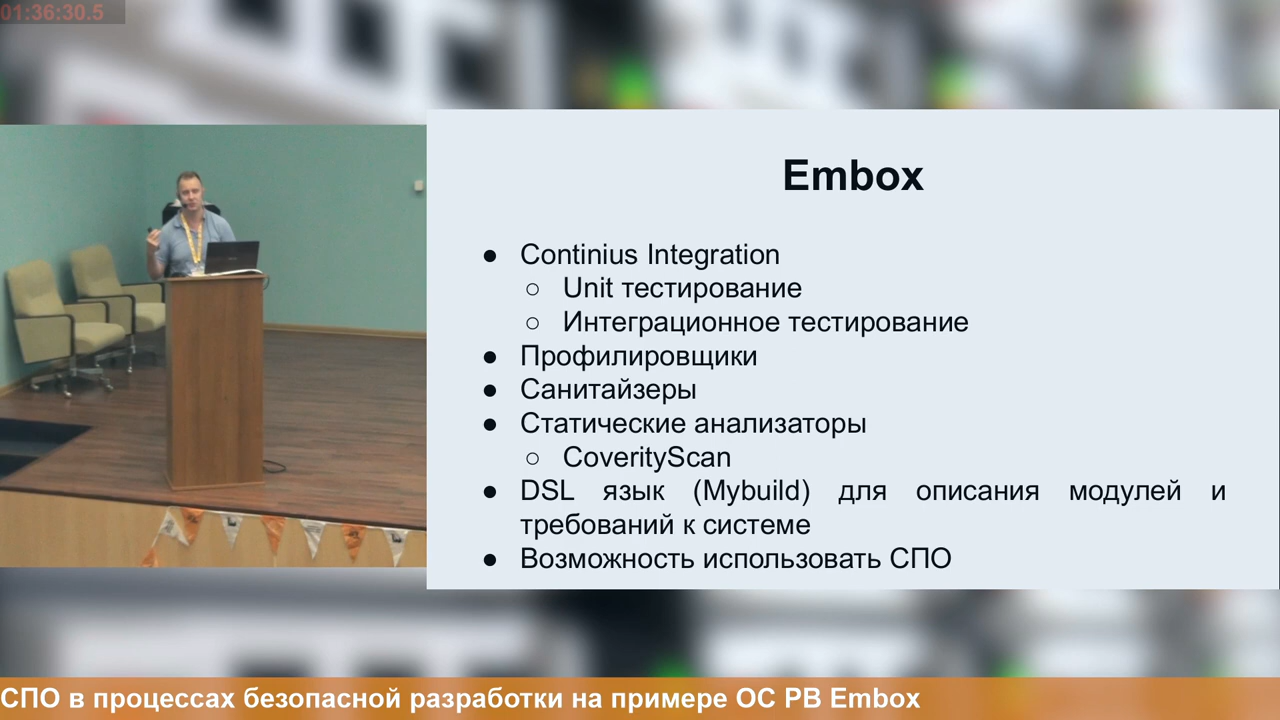 01:36:30.5
Embox
● Continius Integration
○ Unit тестирование
○ Интеграционное тестирование
● Профилировщики
● Санитайзеры
● Статические анализаторы
○ CoverityScan
● DSL язык (Mybuild) для описания модулей и
требований к системе
● Возможность использовать СПО
СПО в процессах безопасной разработки на примере ОС РВ Embox